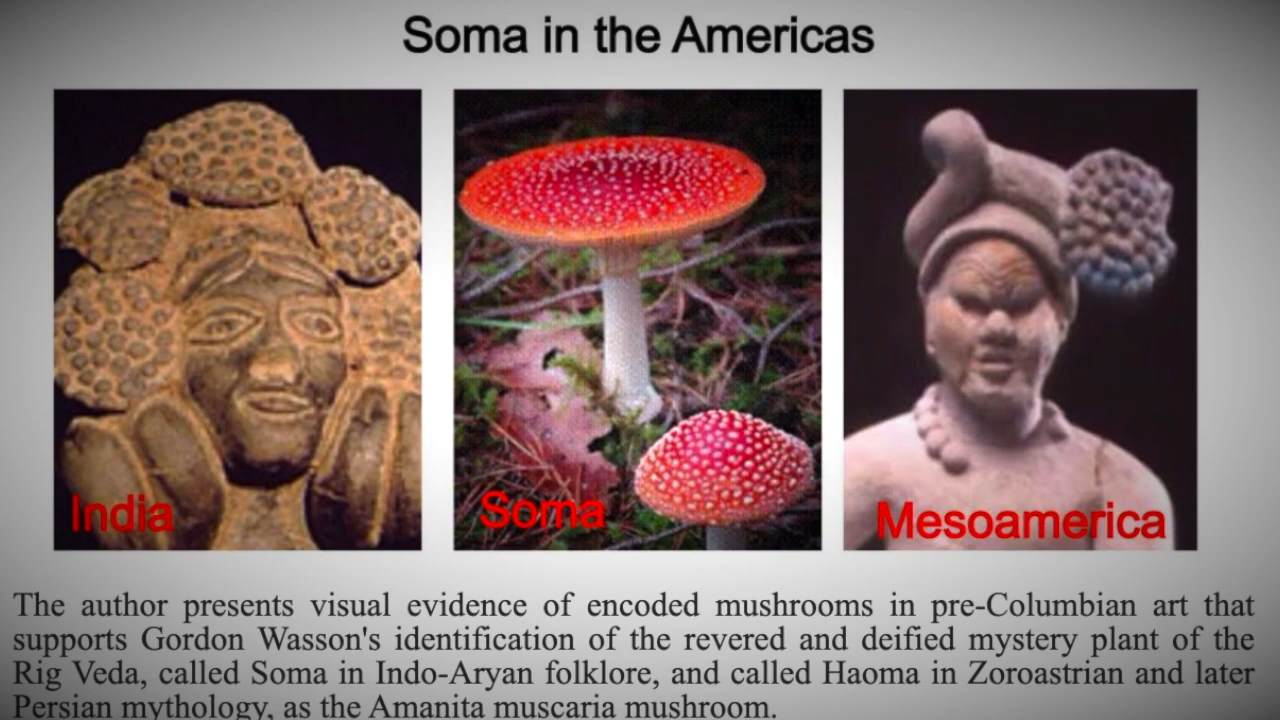 Soma in the Americas
India
Soma
Mesoamerica
The author presents visual evidence of encoded mushrooms in pre-Columbian art that
supports Gordon Wasson's identification of the revered and deified mystery plant of the
Rig Veda, called Soma in Indo-Aryan folklore, and called Haoma in Zoroastrian and later
Persian mythology, as the Amanita muscaria mushroom.